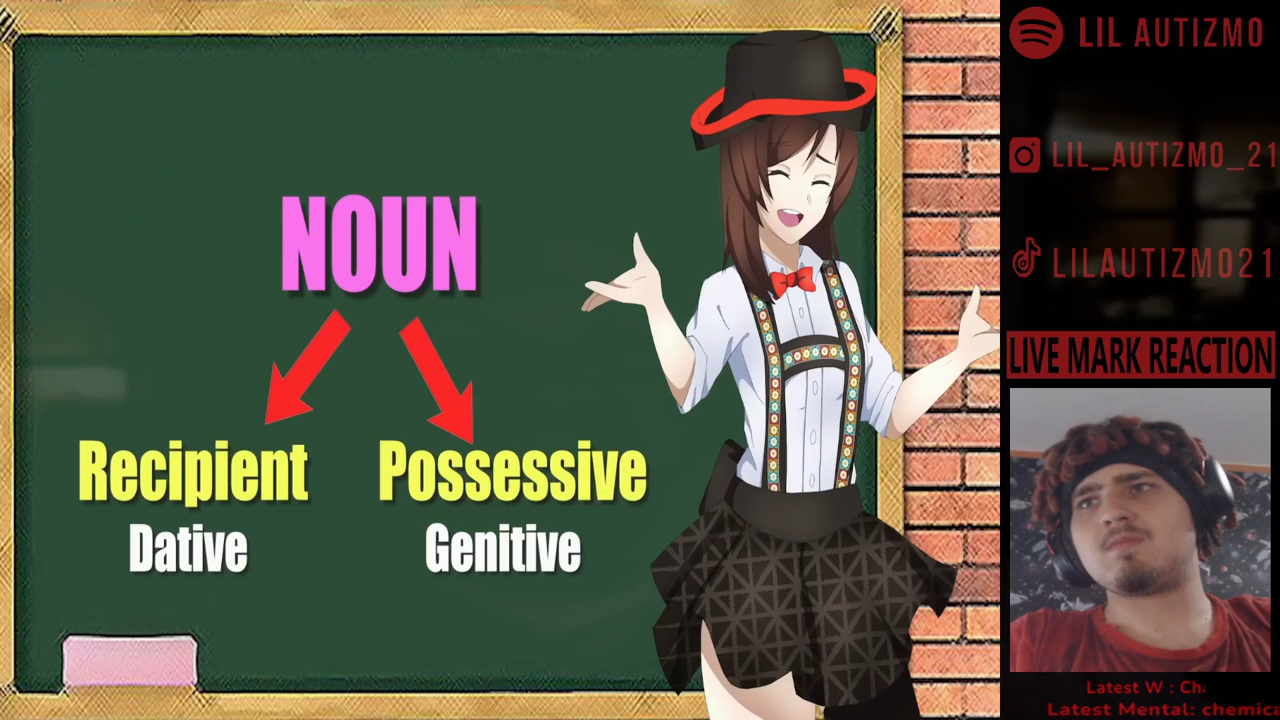 NOUN
Recipient
Dative
Possessive
Genitive
LIL AUTIZMO
LIL_AUTIZMO_21
LILAUTIZMO21
LIVE MARK REACTION
Latest W :
Latest Mental: